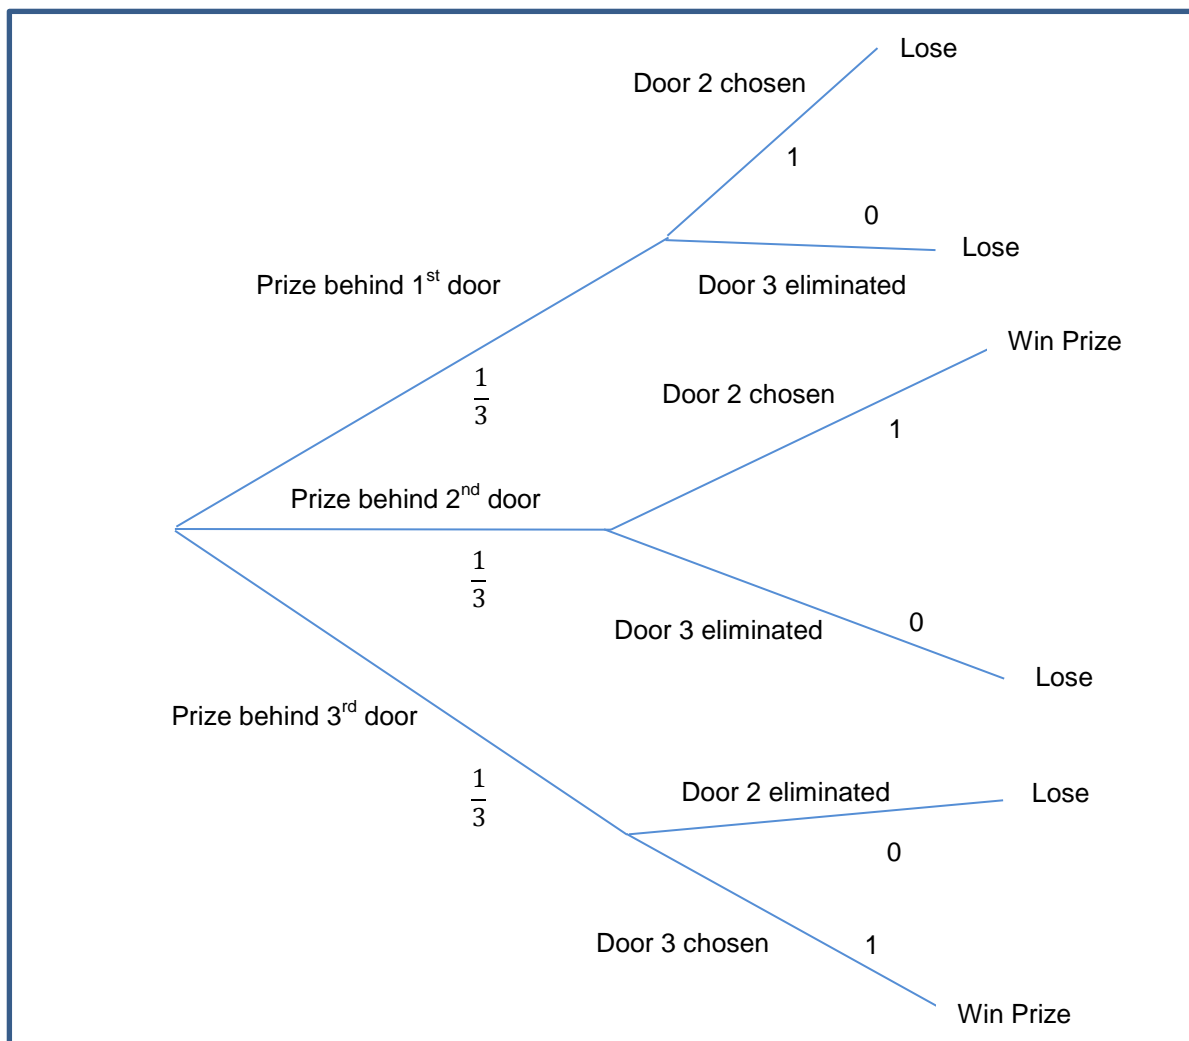 Lose
Door 2 chosen
1
0
Lose
Prize behind 1st door
Door 3 eliminated
Win Prize
1
3
Door 2 chosen
1
Prize behind 2nd door
1
3
Door 3 eliminated
0
Lose
Prize behind 3rd door
1
3
Door 2 eliminated
Lose
0
Door 3 chosen
1
Win Prize